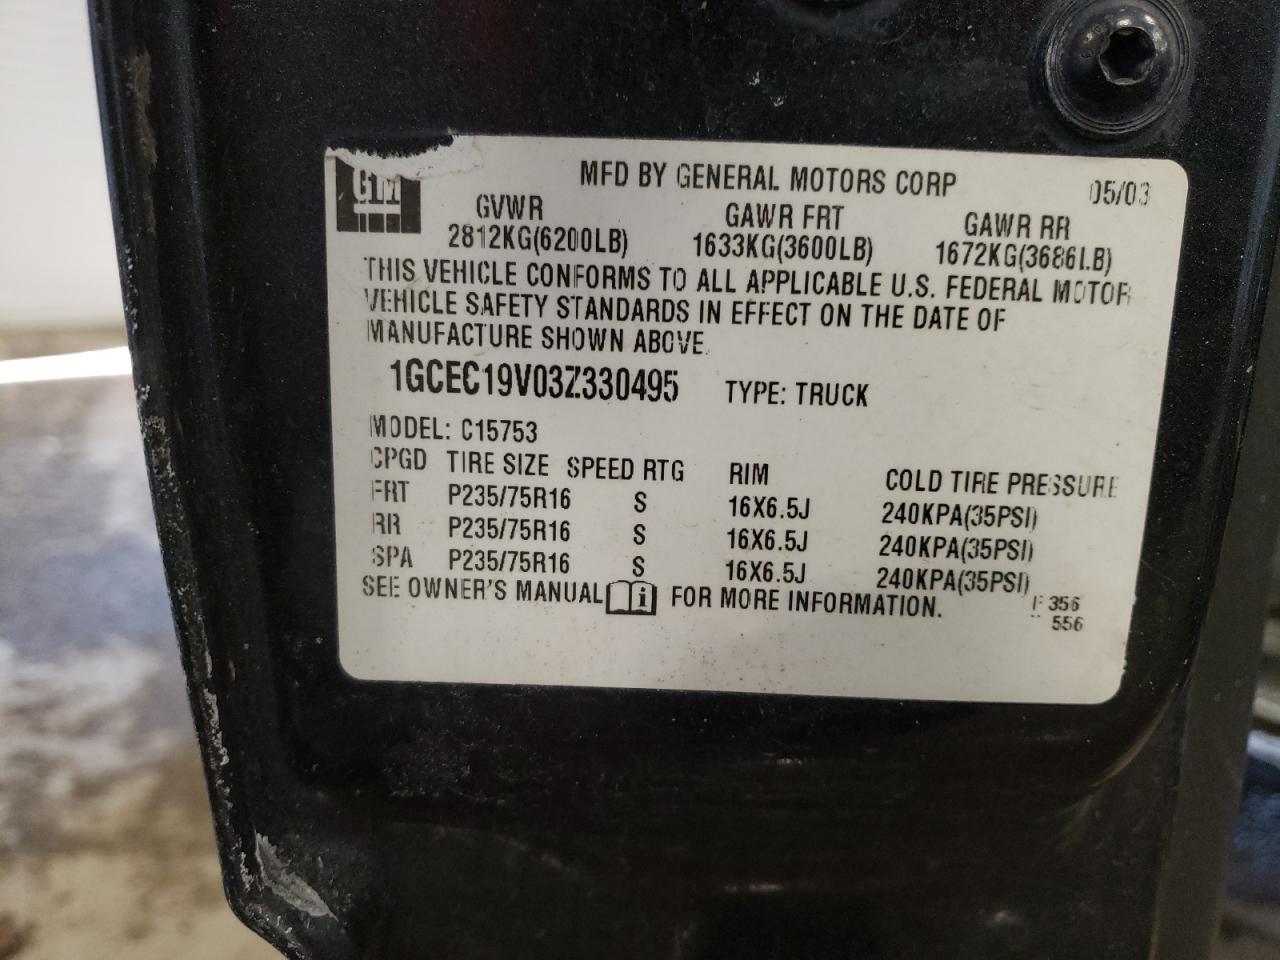 GM
MFD BY GENERAL MOTORS CORP 05/03
GVWR GAWR FRT GAWR RR
2812KG(6200LB) 1633KG(3600LB) 1672KG(3686LB)
THIS VEHICLE CONFORMS TO ALL APPLICABLE U.S. FEDERAL MOTOR
VEHICLE SAFETY STANDARDS IN EFFECT ON THE DATE OF
MANUFACTURE SHOWN ABOVE.
1GCEC19V03Z330495 TYPE: TRUCK
MODEL: C15753
CPGD TIRE SIZE SPEED RTG RIM COLD TIRE PRESSURE
FRT P235/75R16 S 16X6.5J 240KPA(35PSI)
RR P235/75R16 S 16X6.5J 240KPA(35PSI)
SPA P235/75R16 S 16X6.5J 240KPA(35PSI)
SEE OWNER'S MANUAL i FOR MORE INFORMATION.
356
556